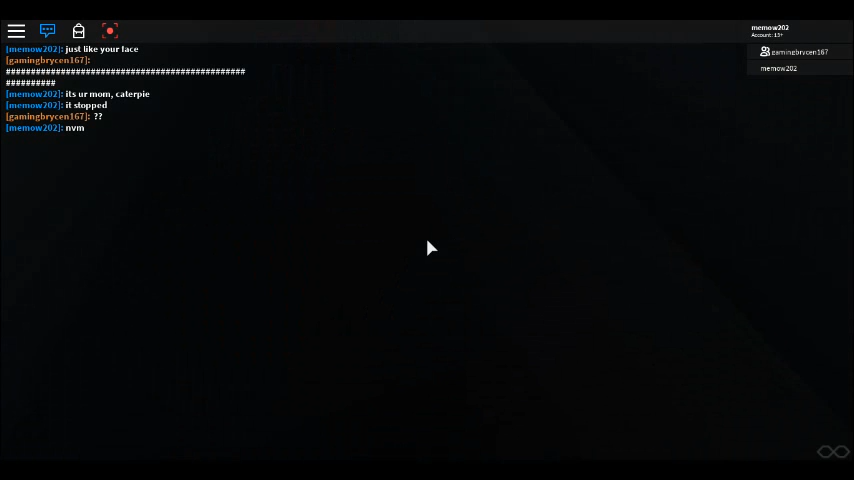 memow202
Account: 13+
gamingbrycen167
memow202
[memow202]: just like your face
[gamingbrycen167]:
################################################
##########
[memow202]: its ur mom, caterpie
[memow202]: it stopped
[gamingbrycen167]: ??
[memow202]: nvm